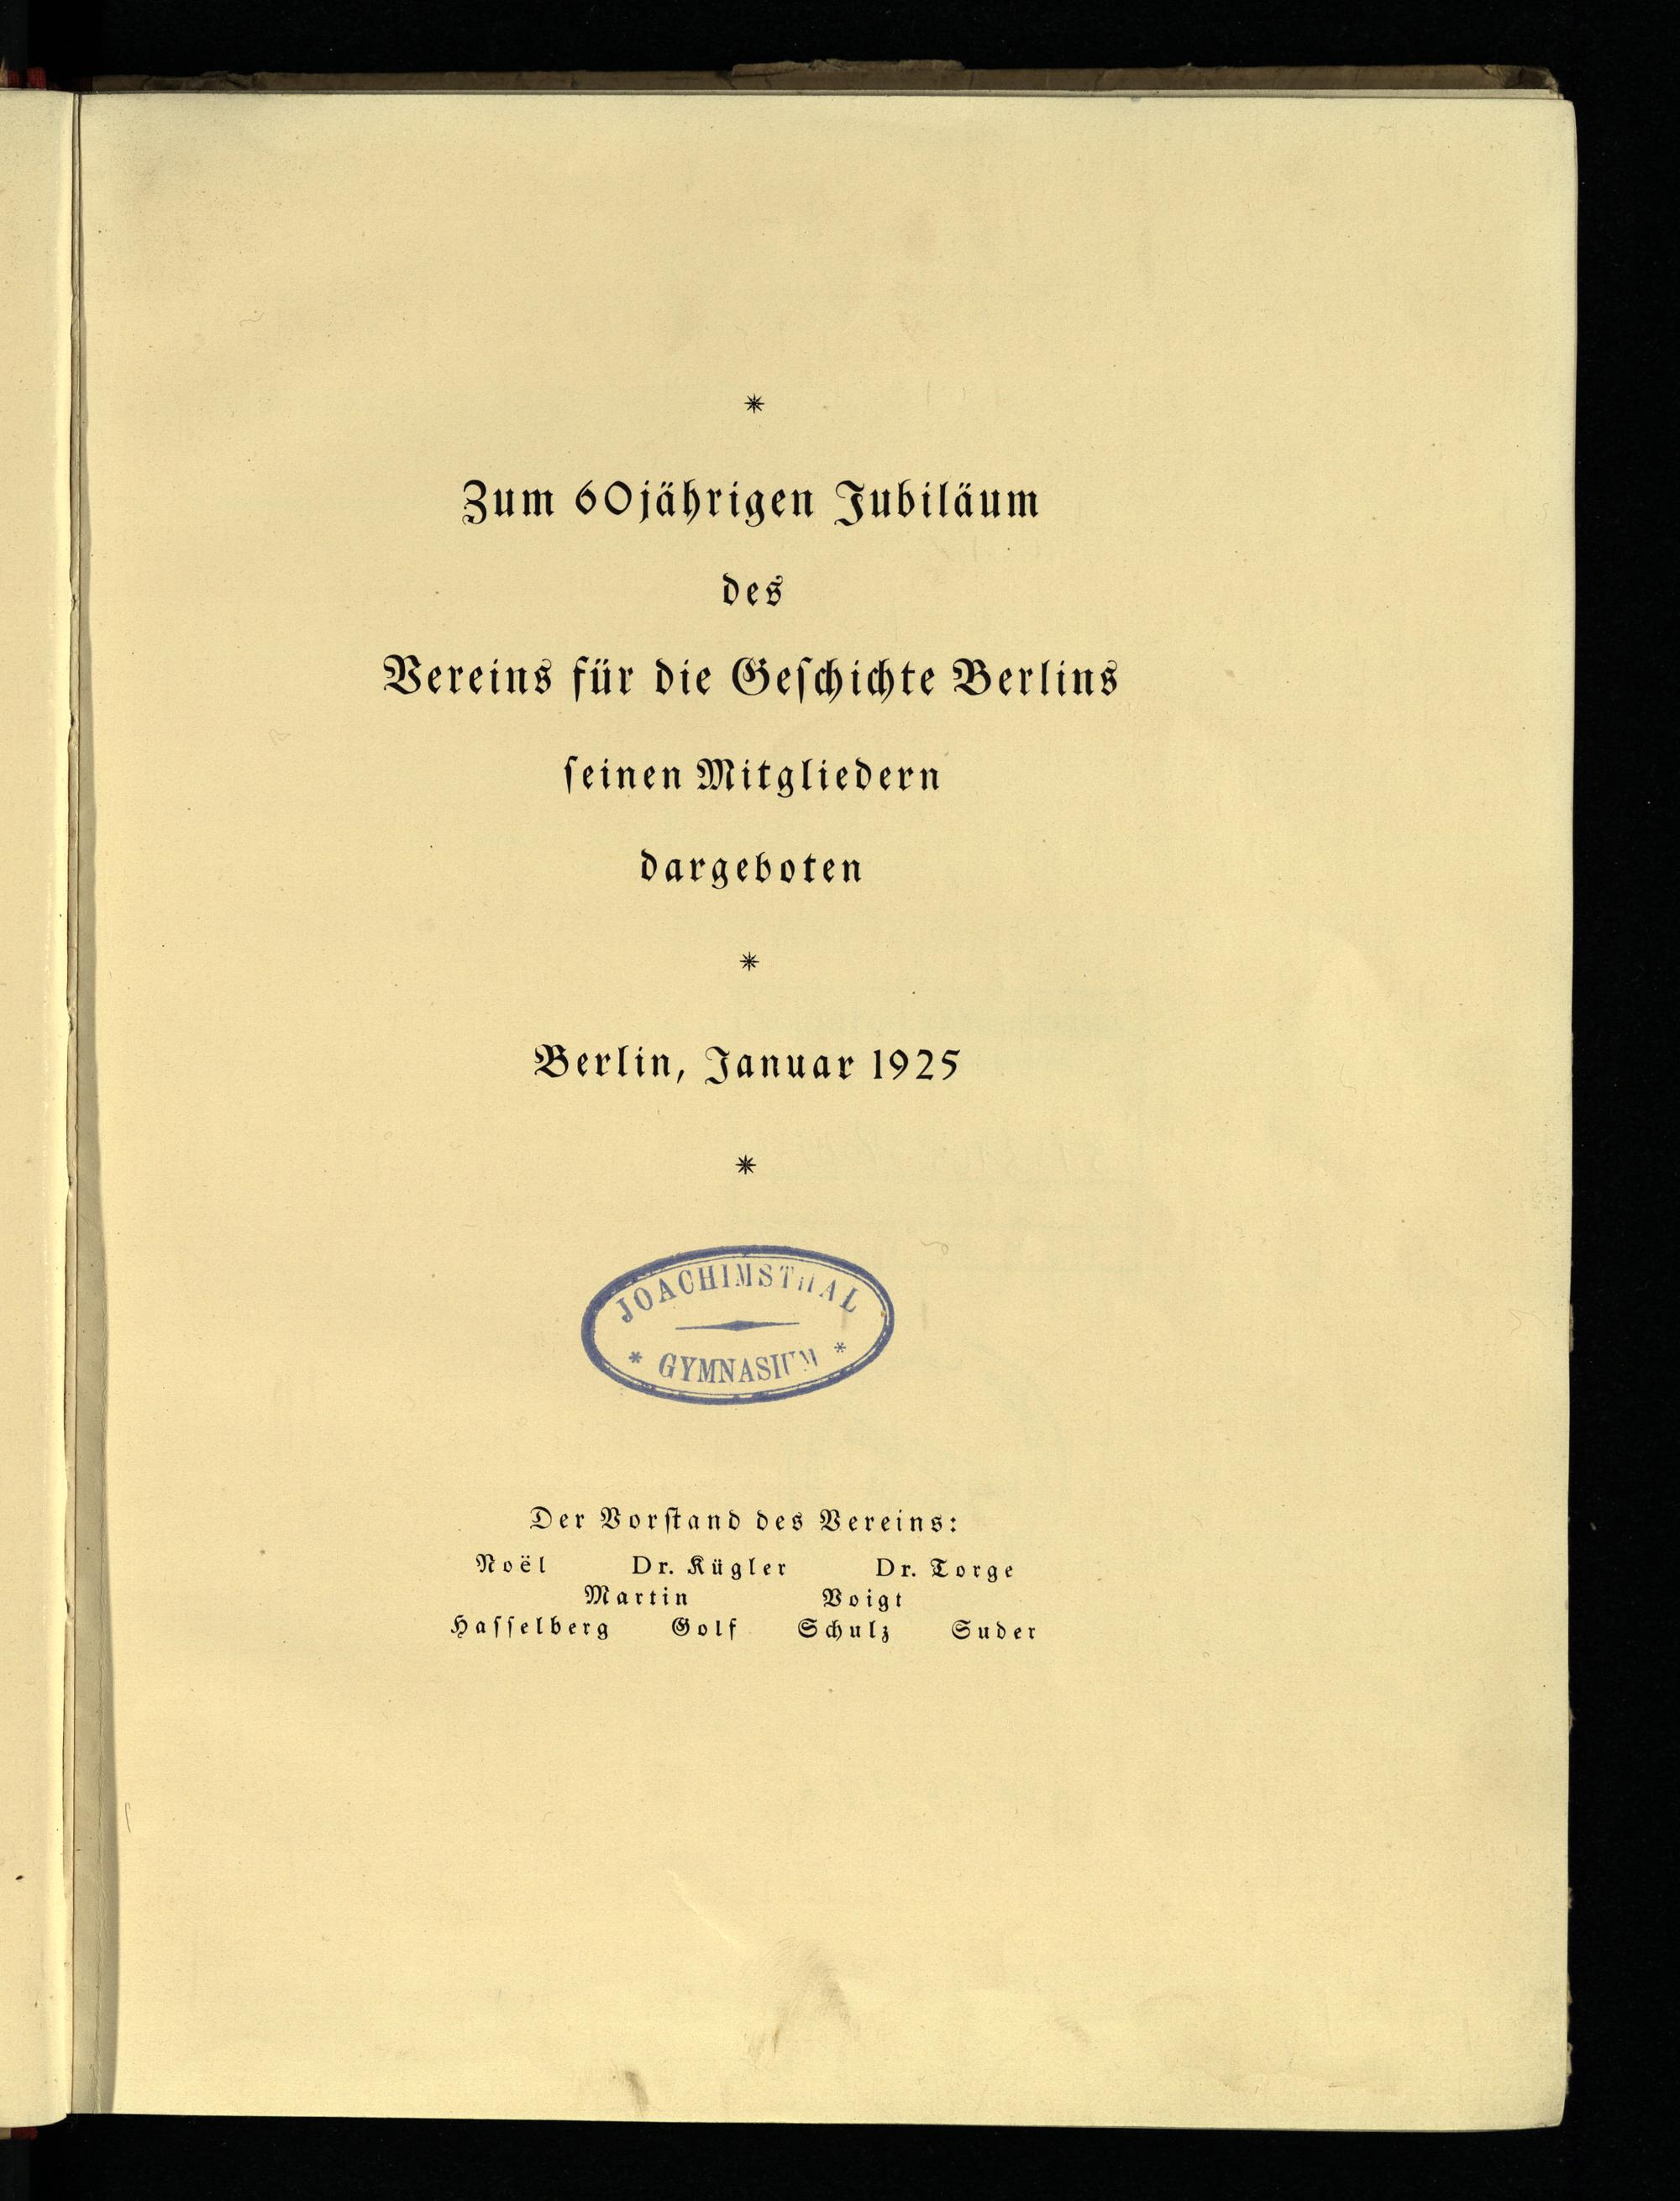 *
Zum 60jährigen Jubiläum
des
Vereins für die Geſchichte Berlins
ſeinen Mitgliedern
dargeboten
*
Berlin, Januar 1925
*
JOACHIMSTHAL
* GYMNASIUM *
Der Vorſtand des Vereins:
Noël Dr. Kügler Dr. Torge
Martin Voigt
Haſſelberg Golf Schulz Suder